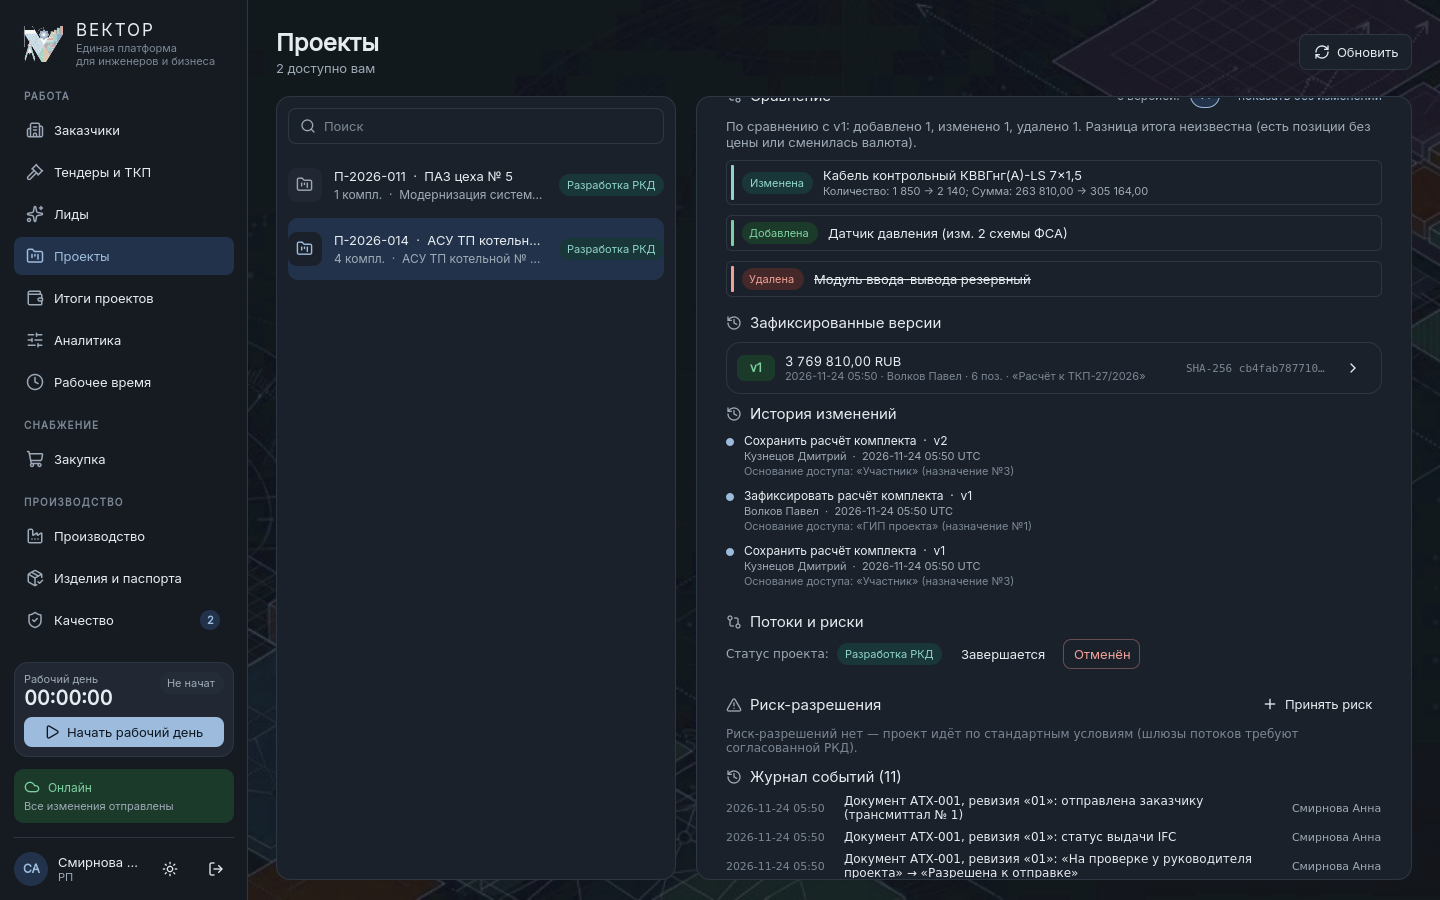 ВЕКТОР
Единая платформа
для инженеров и бизнеса
РАБОТА
Заказчики
Тендеры и ТКП
Лиды
Проекты
Итоги проектов
Аналитика
Рабочее время
СНАБЖЕНИЕ
Закупка
ПРОИЗВОДСТВО
Производство
Изделия и паспорта
Качество 2
Рабочий день
Не начат
00:00:00
Начать рабочий день
Онлайн
Все изменения отправлены
СА
Смирнова ...
РП
Проекты
2 доступно вам
Обновить
Поиск
П-2026-011 · ПАЗ цеха № 5
1 компл. · Модернизация систем...
Разработка РКД
П-2026-014 · АСУ ТП котельн...
4 компл. · АСУ ТП котельной № ...
Разработка РКД
Сравнение
показать без изменений
По сравнению с v1: добавлено 1, изменено 1, удалено 1. Разница итога неизвестна (есть позиции без
цены или сменилась валюта).
Изменена
Кабель контрольный КВВГнг(А)-LS 7×1,5
Количество: 1 850 → 2 140; Сумма: 263 810,00 → 305 164,00
Добавлена
Датчик давления (изм. 2 схемы ФСА)
Удалена
Модуль ввода-вывода резервный
Зафиксированные версии
v1
3 769 810,00 RUB
2026-11-24 05:50 · Волков Павел · 6 поз. · «Расчёт к ТКП-27/2026»
SHA-256 cb4fab787710…
История изменений
Сохранить расчёт комплекта · v2
Кузнецов Дмитрий · 2026-11-24 05:50 UTC
Основание доступа: «Участник» (назначение №3)
Зафиксировать расчёт комплекта · v1
Волков Павел · 2026-11-24 05:50 UTC
Основание доступа: «ГИП проекта» (назначение №1)
Сохранить расчёт комплекта · v1
Кузнецов Дмитрий · 2026-11-24 05:50 UTC
Основание доступа: «Участник» (назначение №3)
Потоки и риски
Статус проекта: Разработка РКД Завершается Отменён
Риск-разрешения
Принять риск
Риск-разрешений нет — проект идёт по стандартным условиям (шлюзы потоков требуют
согласованной РКД).
Журнал событий (11)
2026-11-24 05:50
Документ АТХ-001, ревизия «01»: отправлена заказчику
(трансмиттал № 1)
Смирнова Анна
2026-11-24 05:50
Документ АТХ-001, ревизия «01»: статус выдачи IFC
Смирнова Анна
2026-11-24 05:50
Документ АТХ-001, ревизия «01»: «На проверке у руководителя
проекта» → «Разрешена к отправке»
Смирнова Анна